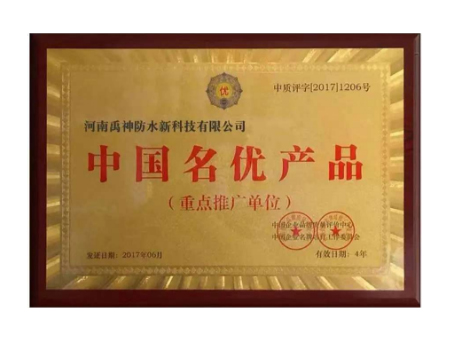 优
中质评字[2017]1206号
河南禹神防水新科技有限公司
中国名优产品
(重点推广单位)
发证日期:2017年06月
有效日期:4年